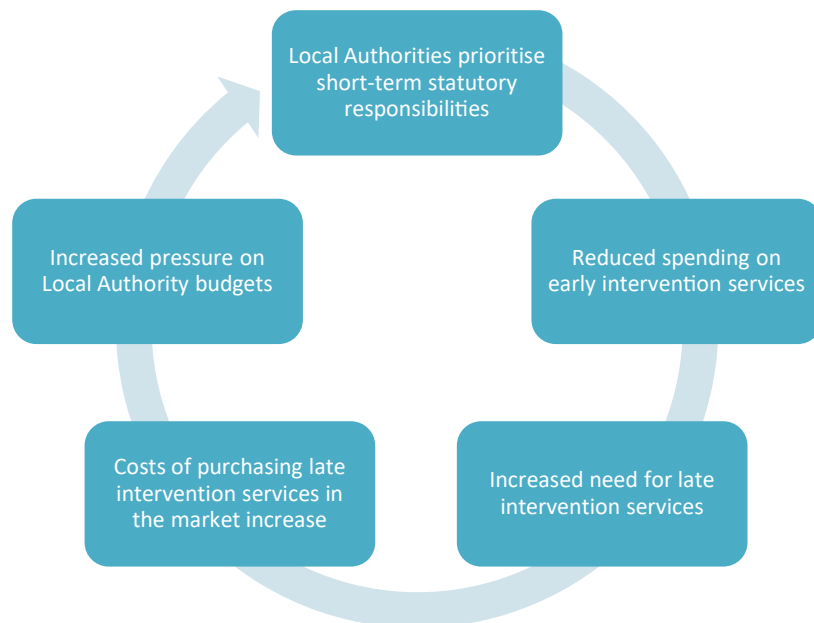 Local Authorities prioritise
short-term statutory
responsibilities
Reduced spending on
early intervention services
Increased need for late
intervention services
Costs of purchasing late
intervention services in
the market increase
Increased pressure on
Local Authority budgets